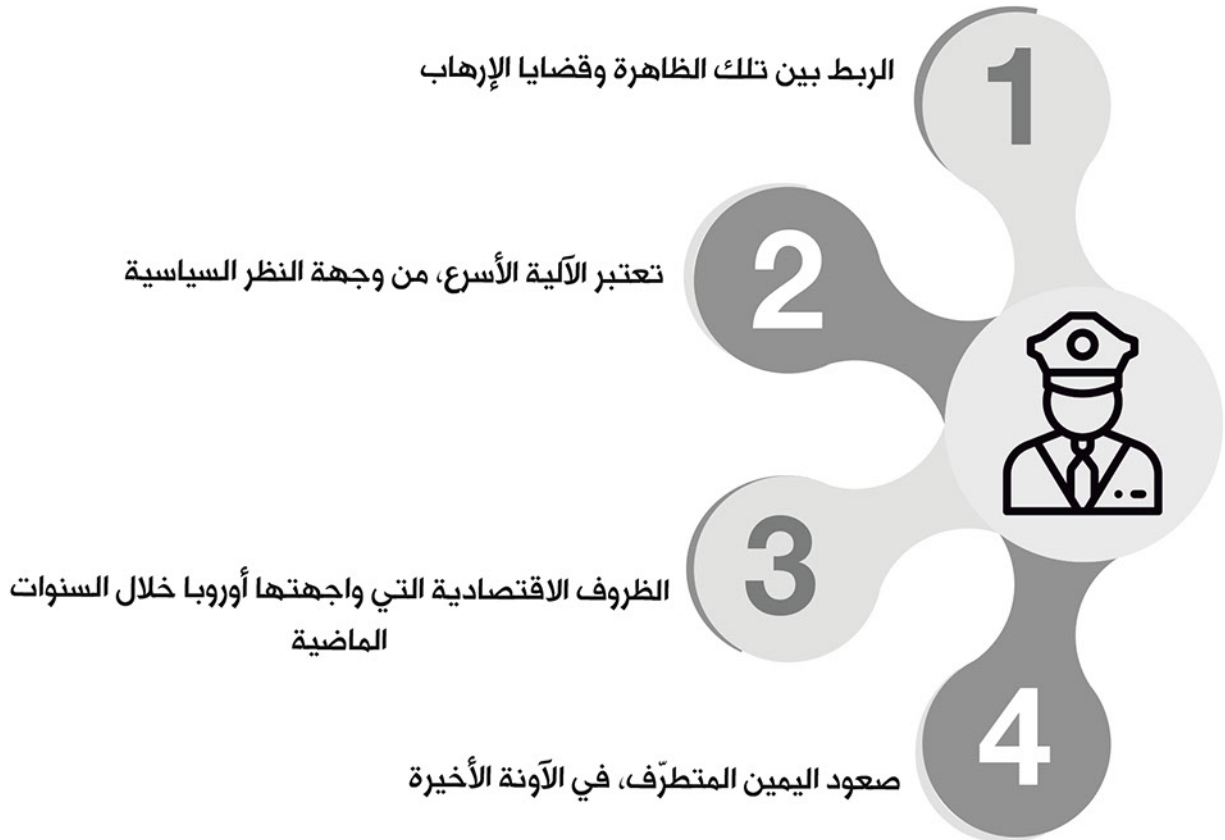 1
الربط بين تلك الظاهرة وقضايا الإرهاب
2
تعتبر الآلية الأسرع، من وجهة النظر السياسية
3
الظروف الاقتصادية التي واجهتها أوروبا خلال السنوات
الماضية
4
صعود اليمين المتطرّف، في الآونة الأخيرة